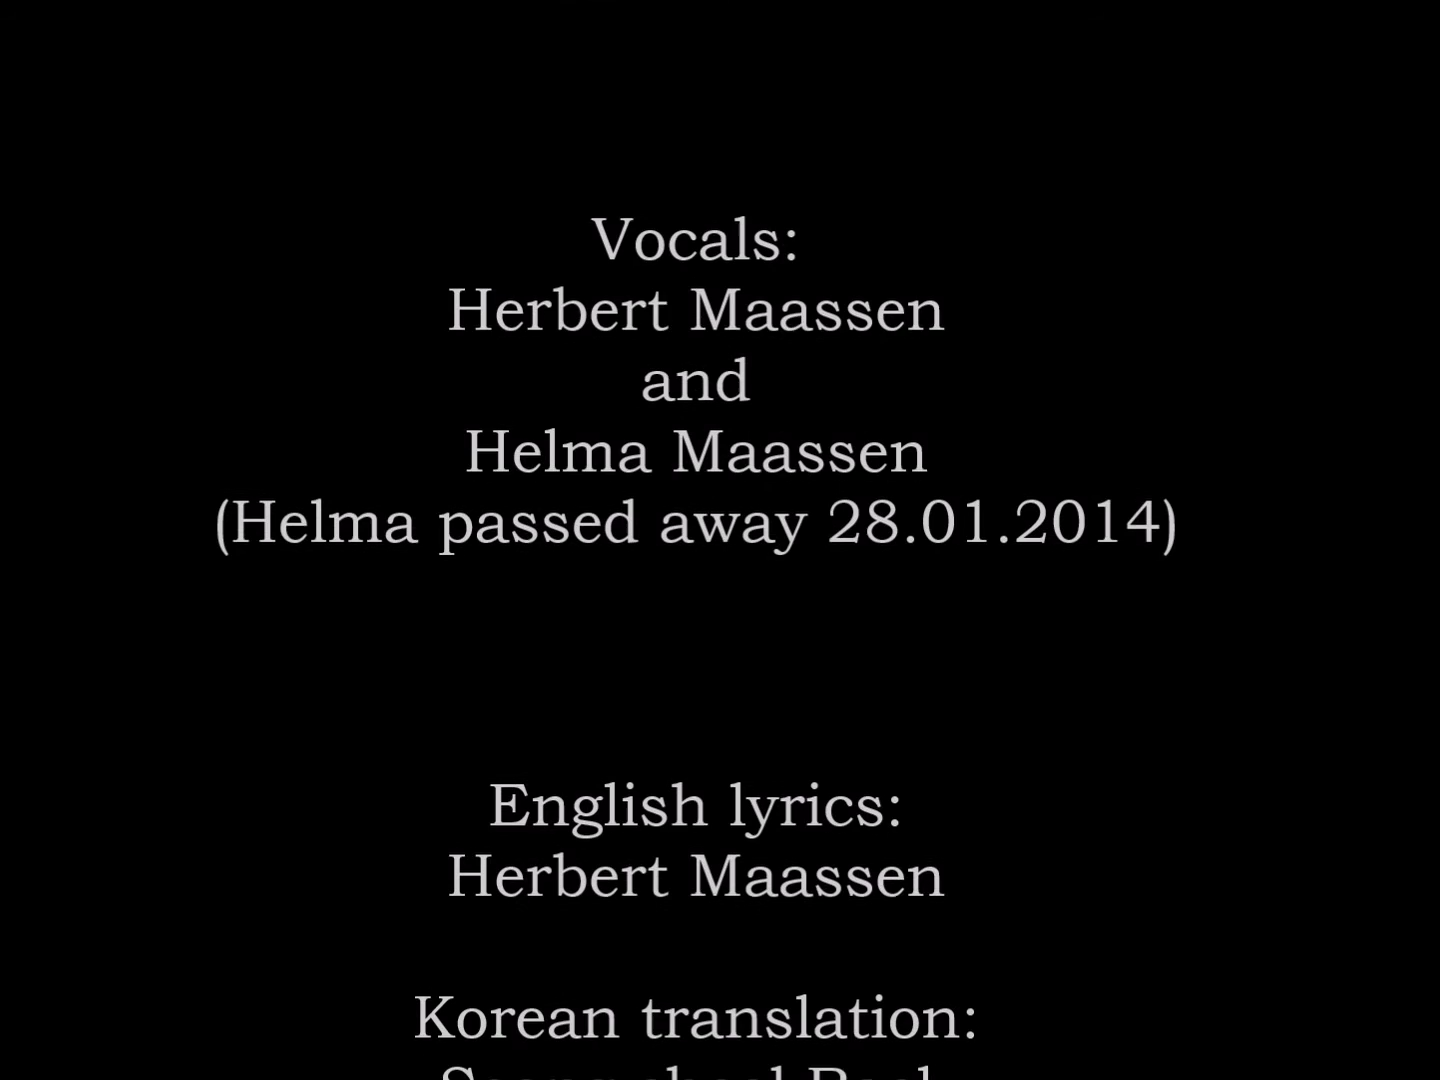 Vocals:
Herbert Maassen
and
Helma Maassen
(Helma passed away 28.01.2014)
English lyrics:
Herbert Maassen
Korean translation: